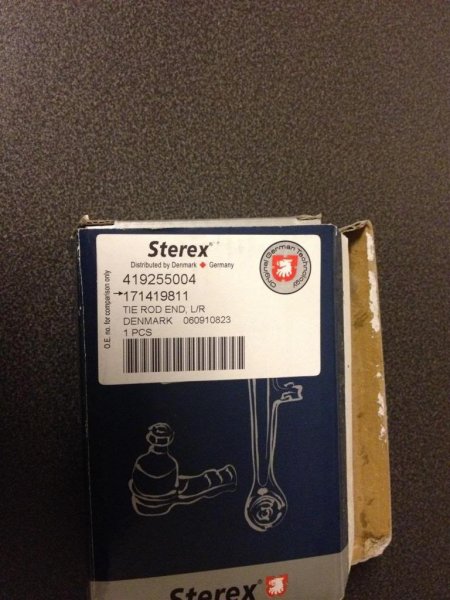 Sterex®
Distributed by Denmark Germany
Original German Technology
419255004
171419811
TIE ROD END, L/R
DENMARK 060910823
1 PCS
O.E. no. for comparison only
Sterex